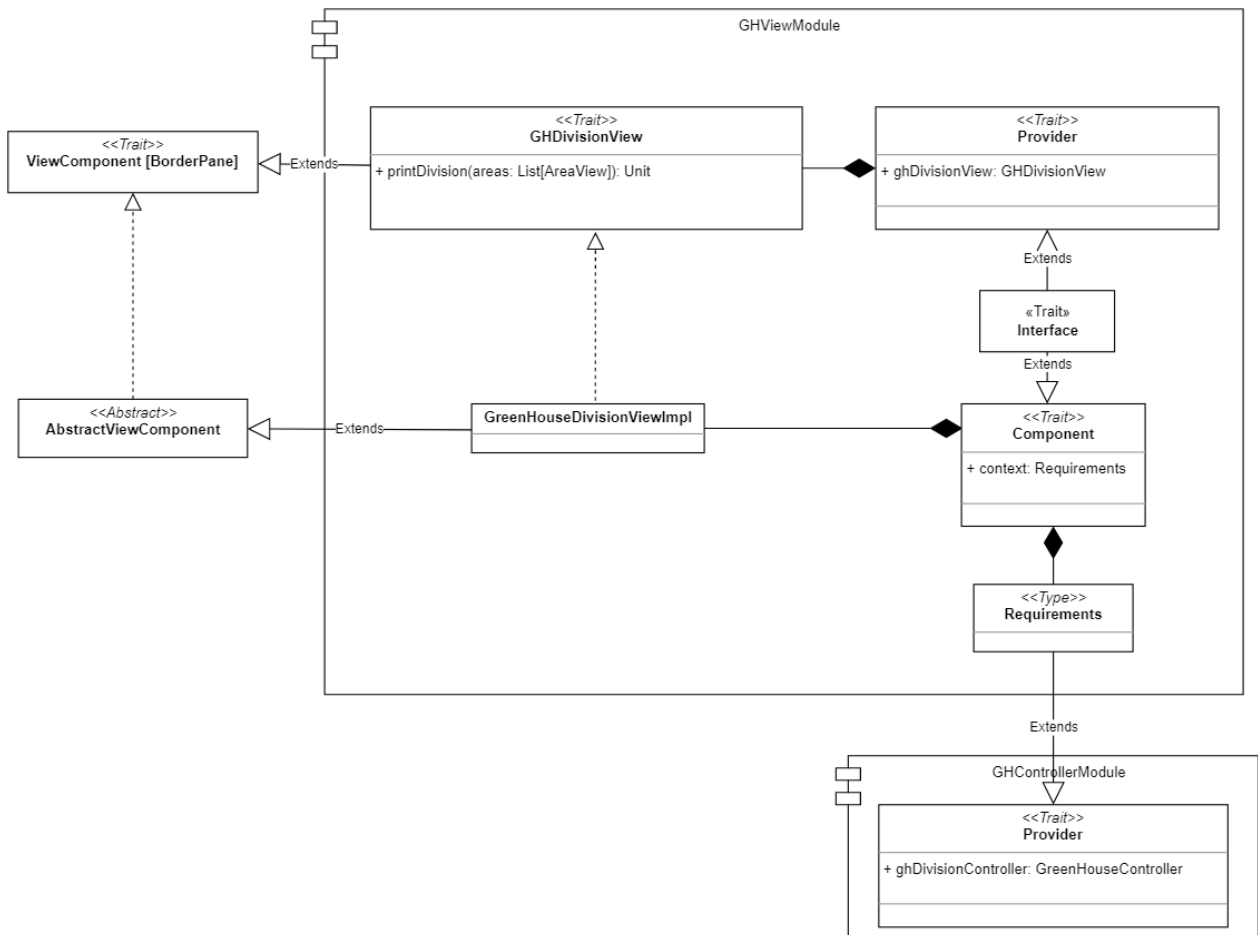 GHViewModule
<<Trait>>
ViewComponent [BorderPane]
Extends
<<Trait>>
GHDivisionView
+ printDivision(areas: List[AreaView]): Unit
<<Trait>>
Provider
+ ghDivisionView: GHDivisionView
Extends
«Trait»
Interface
Extends
<<Abstract>>
AbstractViewComponent
Extends
GreenHouseDivisionViewImpl
<<Trait>>
Component
+ context: Requirements
<<Type>>
Requirements
Extends
GHControllerModule
<<Trait>>
Provider
+ ghDivisionController: GreenHouseController